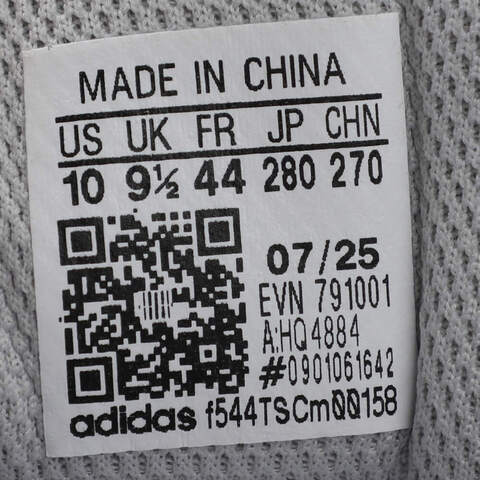 MADE IN CHINA
US UK FR JP CHN
10 9½ 44 280 270
07/25
EVN 791001
A:HQ4884
#0901061642
adidas f544TSCm00158